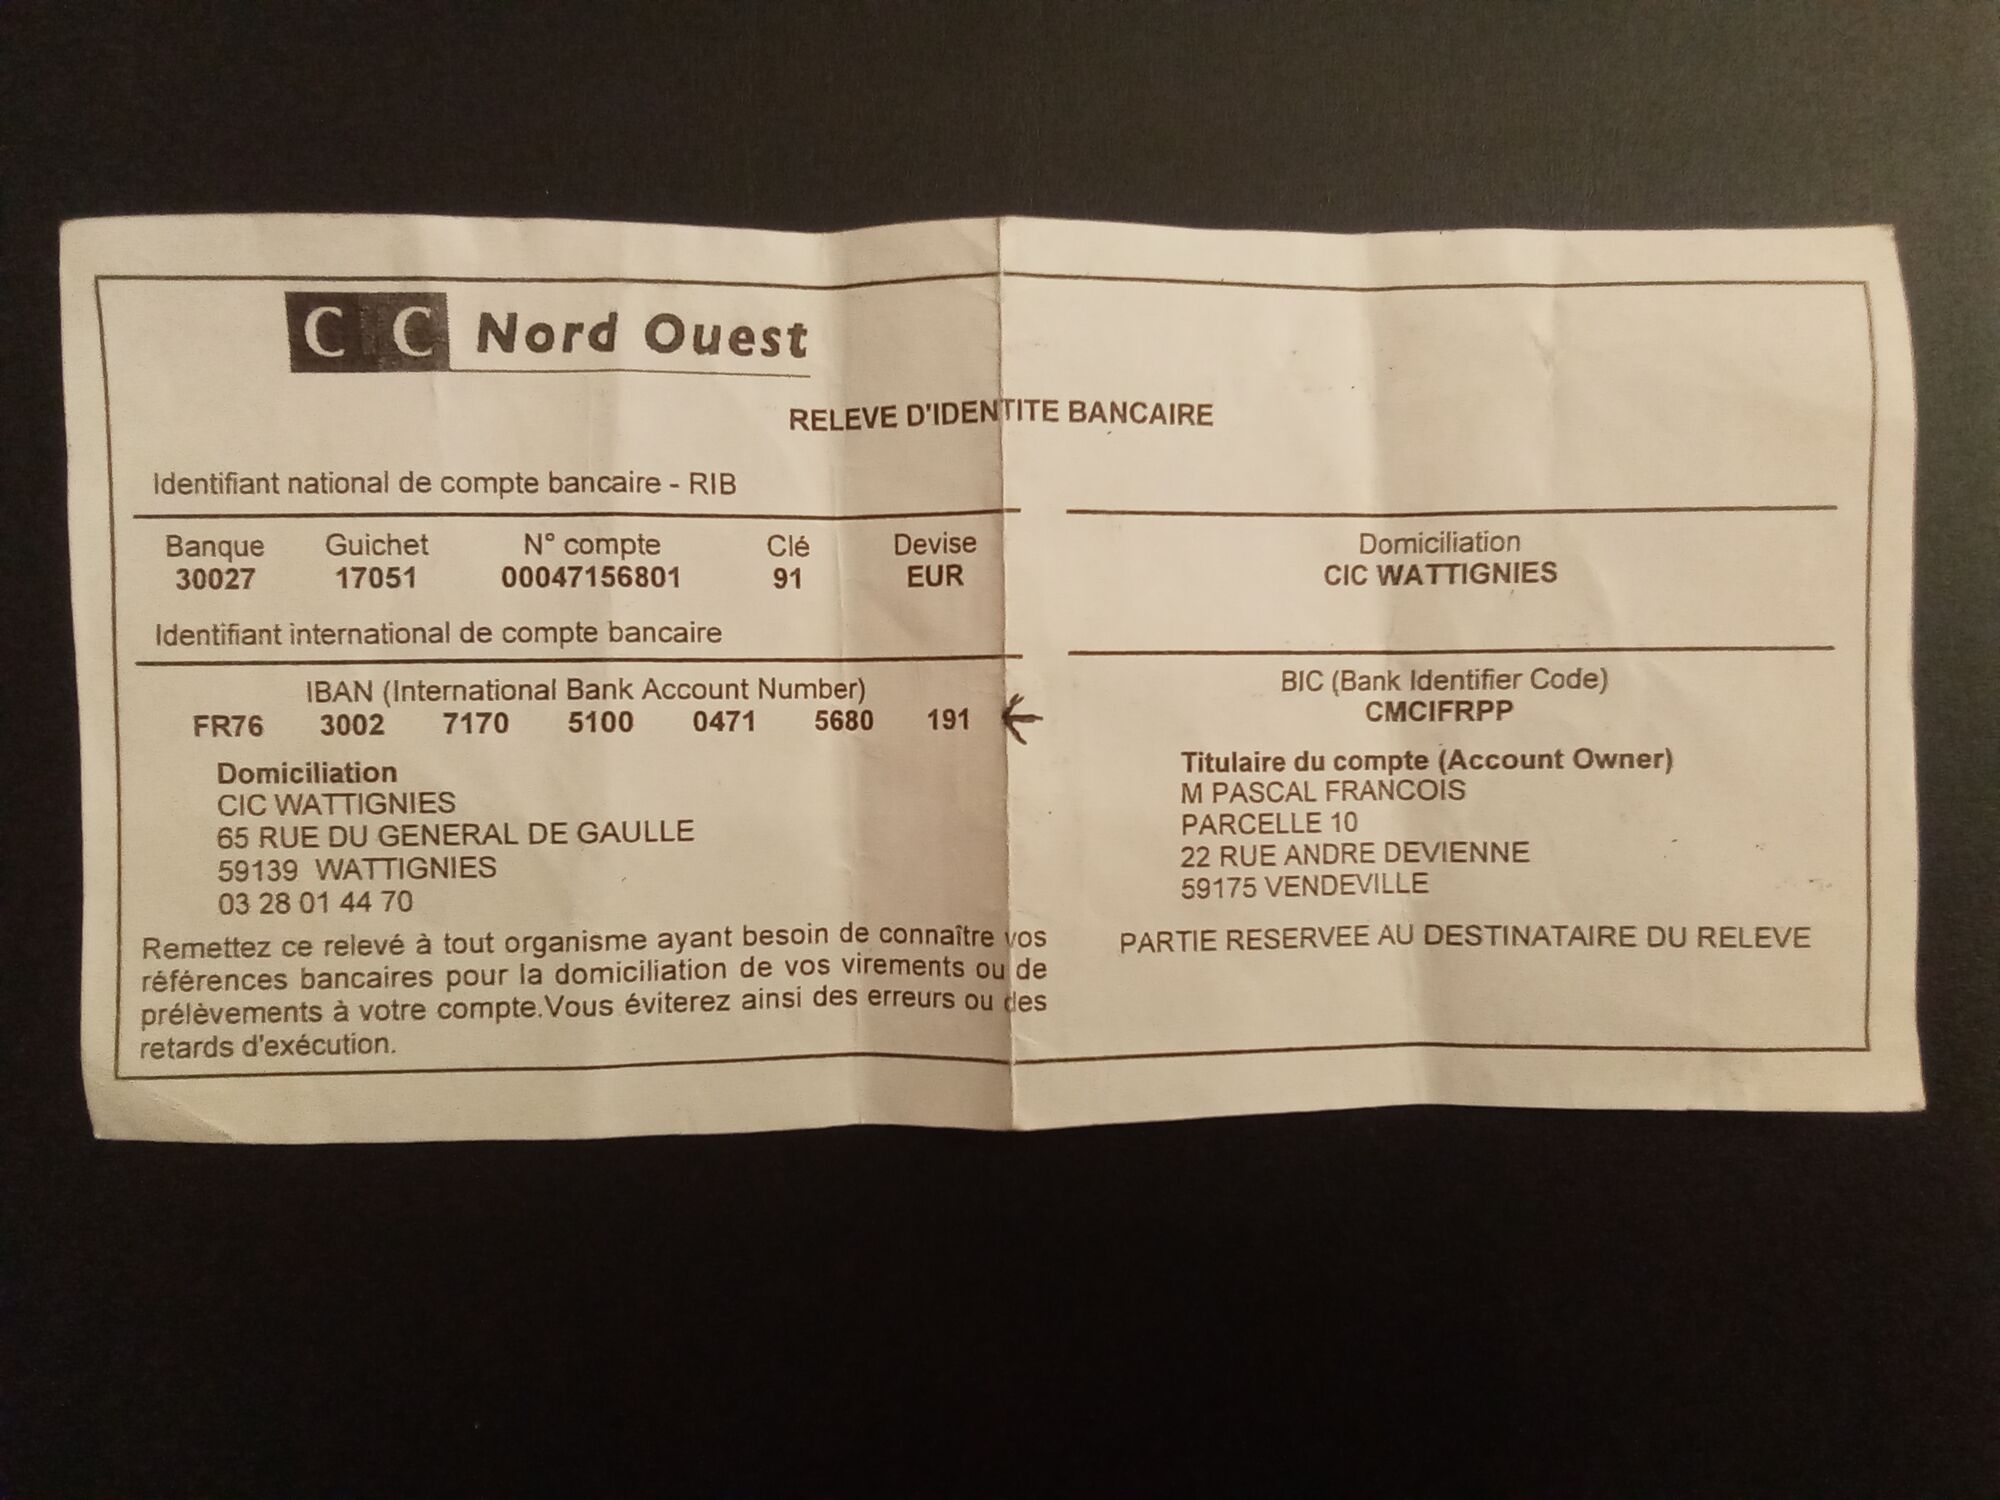 CIC Nord Ouest
RELEVE D'IDENTITE BANCAIRE
Identifiant national de compte bancaire - RIB
Banque Guichet N° compte Clé Devise
30027 17051 00047156801 91 EUR
Domiciliation
CIC WATTIGNIES
Identifiant international de compte bancaire
IBAN (International Bank Account Number)
FR76 3002 7170 5100 0471 5680 191
BIC (Bank Identifier Code)
CMCIFRPP
Domiciliation
CIC WATTIGNIES
65 RUE DU GENERAL DE GAULLE
59139 WATTIGNIES
03 28 01 44 70
Titulaire du compte (Account Owner)
M PASCAL FRANCOIS
PARCELLE 10
22 RUE ANDRE DEVIENNE
59175 VENDEVILLE
Remettez ce relevé à tout organisme ayant besoin de connaître vos
références bancaires pour la domiciliation de vos virements ou de
prélèvements à votre compte.Vous éviterez ainsi des erreurs ou des
retards d'exécution.
PARTIE RESERVEE AU DESTINATAIRE DU RELEVE